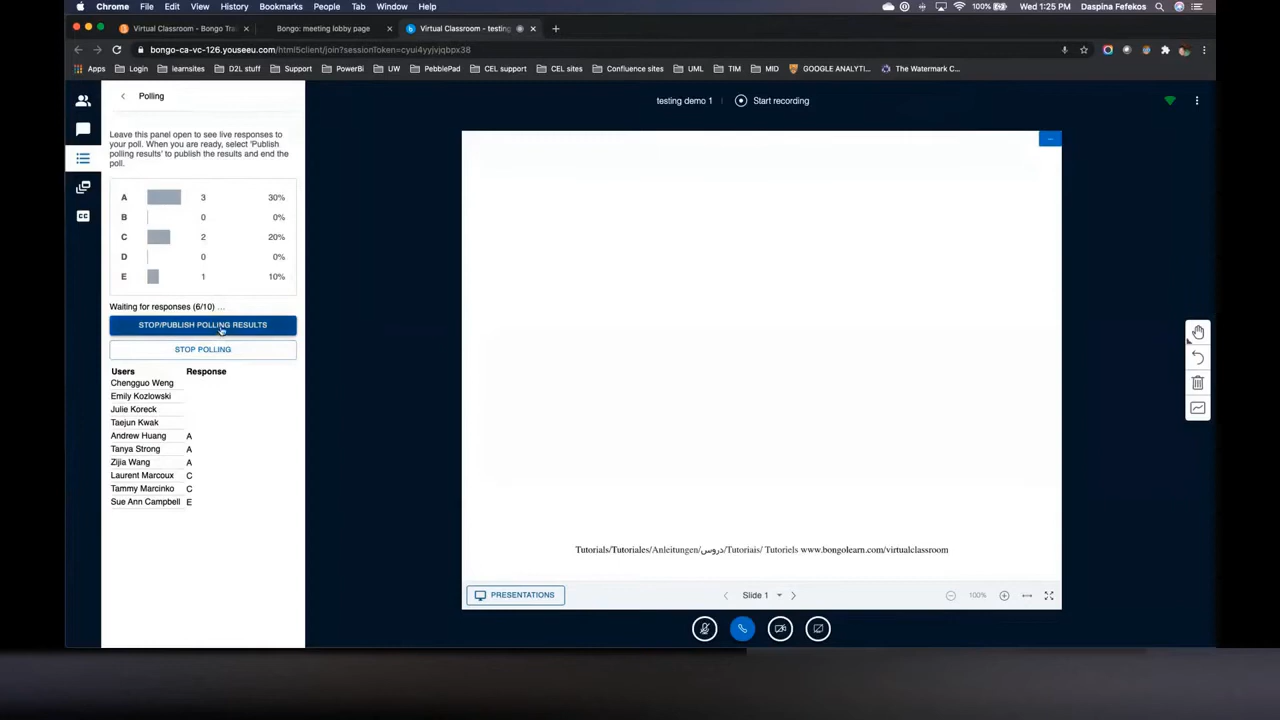 Chrome File Edit View History Bookmarks People Tab Window Help 100% Wed 1:25 PM Daspina Fefekos
Virtual Classroom - Bongo Tra Bongo: meeting lobby page Virtual Classroom - testing
bongo-ca-vc-126.youseeu.com/html5client/join?sessionToken=cyui4yyjvjqbpx38
Apps Login learnsites D2L stuff Support PowerBi UW PebblePad CEL support CEL sites Confluence sites UML TIM MID GOOGLE ANALYTI... The Watermark C...
Polling
testing demo 1 Start recording
Leave this panel open to see live responses to
your poll. When you are ready, select 'Publish
polling results' to publish the results and end the
poll.
A 3 30%
B 0 0%
C 2 20%
D 0 0%
E 1 10%
Waiting for responses (6/10) ...
STOP/PUBLISH POLLING RESULTS
STOP POLLING
Users Response
Chengguo Weng
Emily Kozlowski
Julie Koreck
Taejun Kwak
Andrew Huang A
Tanya Strong A
Zijia Wang A
Laurent Marcoux C
Tammy Marcinko C
Sue Ann Campbell E
CC
Tutorials/Tutoriales/Anleitungen/دروس/Tutoriais/ Tutoriels www.bongolearn.com/virtualclassroom
PRESENTATIONS Slide 1 100%